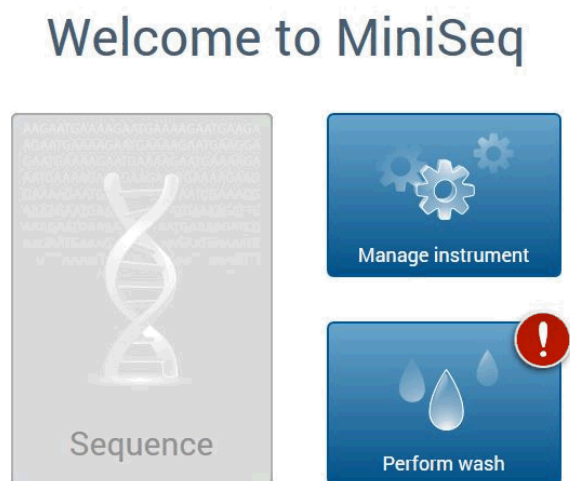 Welcome to MiniSeq
Manage instrument
Sequence
!
Perform wash